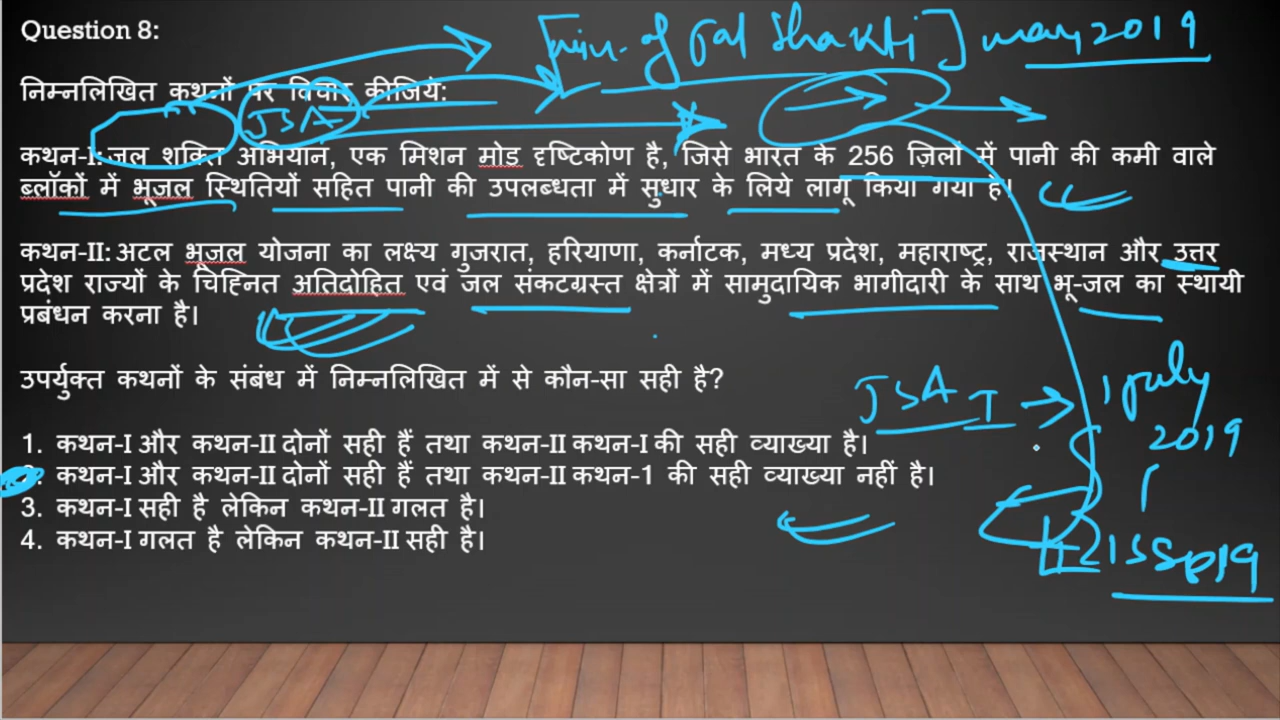 Question 8:
[min. of Jal Shakti] may 2019
निम्नलिखित कथनों पर विचार कीजिये:
JSA
कथन-I: जल शक्ति अभियान, एक मिशन मोड दृष्टिकोण है, जिसे भारत के 256 ज़िलों में पानी की कमी वाले
ब्लॉकों में भूजल स्थितियों सहित पानी की उपलब्धता में सुधार के लिये लागू किया गया है।
कथन-II: अटल भूजल योजना का लक्ष्य गुजरात, हरियाणा, कर्नाटक, मध्य प्रदेश, महाराष्ट्र, राजस्थान और उत्तर
प्रदेश राज्यों के चिह्नित अतिदोहित एवं जल संकटग्रस्त क्षेत्रों में सामुदायिक भागीदारी के साथ भू-जल का स्थायी
प्रबंधन करना है।
उपर्युक्त कथनों के संबंध में निम्नलिखित में से कौन-सा सही है?
JSA I → 1 July
2019
1. कथन-I और कथन-II दोनों सही हैं तथा कथन-II कथन-I की सही व्याख्या है।
कथन-I और कथन-II दोनों सही हैं तथा कथन-II कथन-1 की सही व्याख्या नहीं है।
3. कथन-I सही है लेकिन कथन-II गलत है।
4. कथन-I गलत है लेकिन कथन-II सही है।